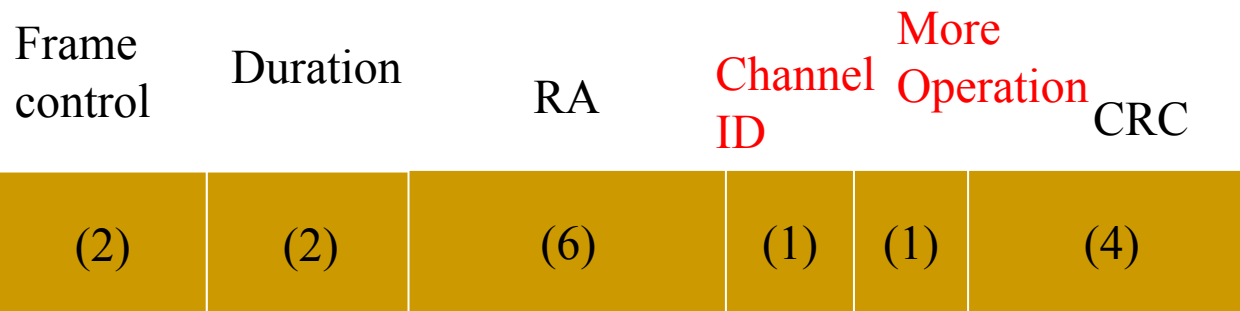 Frame
control
Duration
RA
Channel
ID
More
Operation
CRC
(2)
(2)
(6)
(1)
(1)
(4)